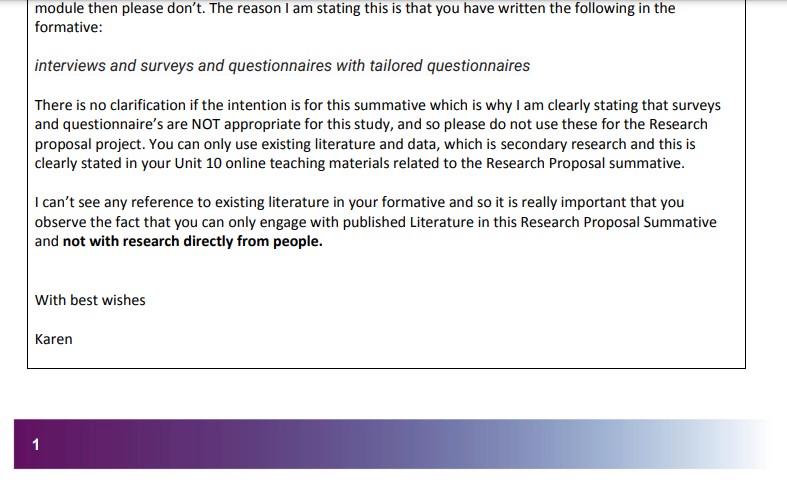 module then please don't. The reason I am stating this is that you have written the following in the
formative:
interviews and surveys and questionnaires with tailored questionnaires
There is no clarification if the intention is for this summative which is why I am clearly stating that surveys
and questionnaire's are NOT appropriate for this study, and so please do not use these for the Research
proposal project. You can only use existing literature and data, which is secondary research and this is
clearly stated in your Unit 10 online teaching materials related to the Research Proposal summative.
I can't see any reference to existing literature in your formative and so it is really important that you
observe the fact that you can only engage with published Literature in this Research Proposal Summative
and not with research directly from people.
With best wishes
Karen
1